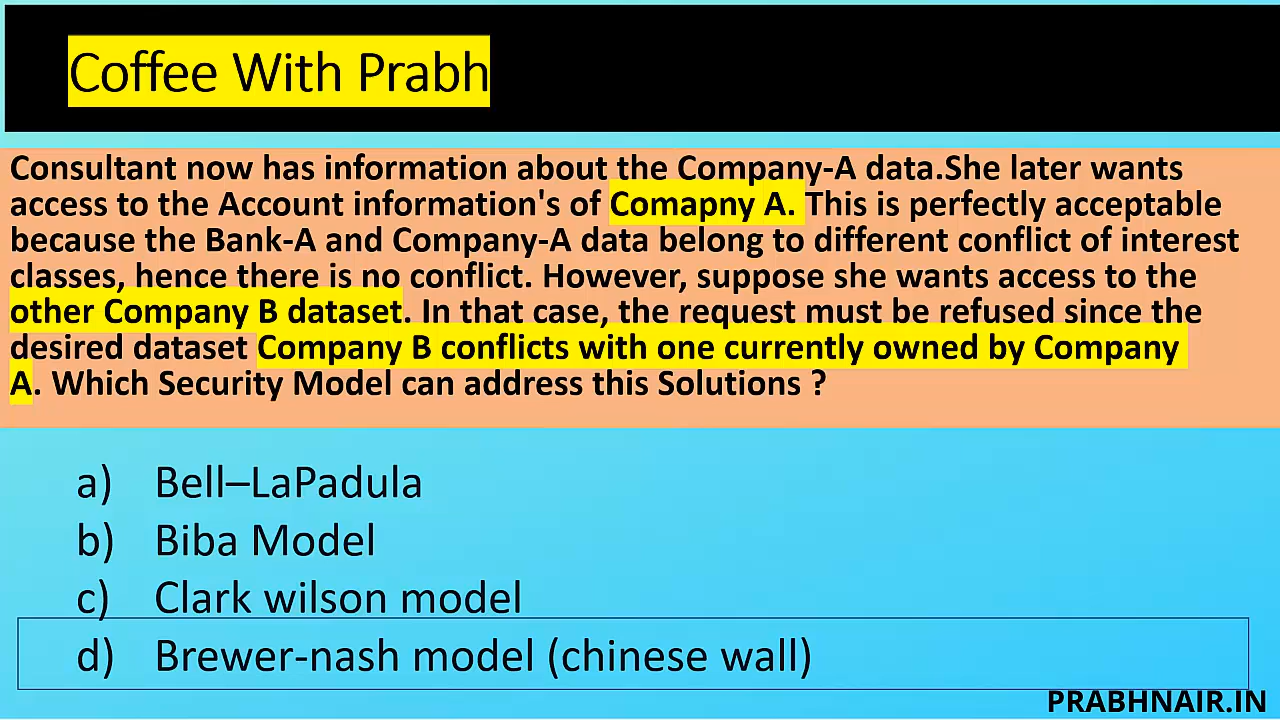 Coffee With Prabh
Consultant now has information about the Company-A data.She later wants
access to the Account information's of Comapny A. This is perfectly acceptable
because the Bank-A and Company-A data belong to different conflict of interest
classes, hence there is no conflict. However, suppose she wants access to the
other Company B dataset. In that case, the request must be refused since the
desired dataset Company B conflicts with one currently owned by Company
A. Which Security Model can address this Solutions ?
a) Bell–LaPadula
b) Biba Model
c) Clark wilson model
d) Brewer-nash model (chinese wall)
PRABHNAIR.IN